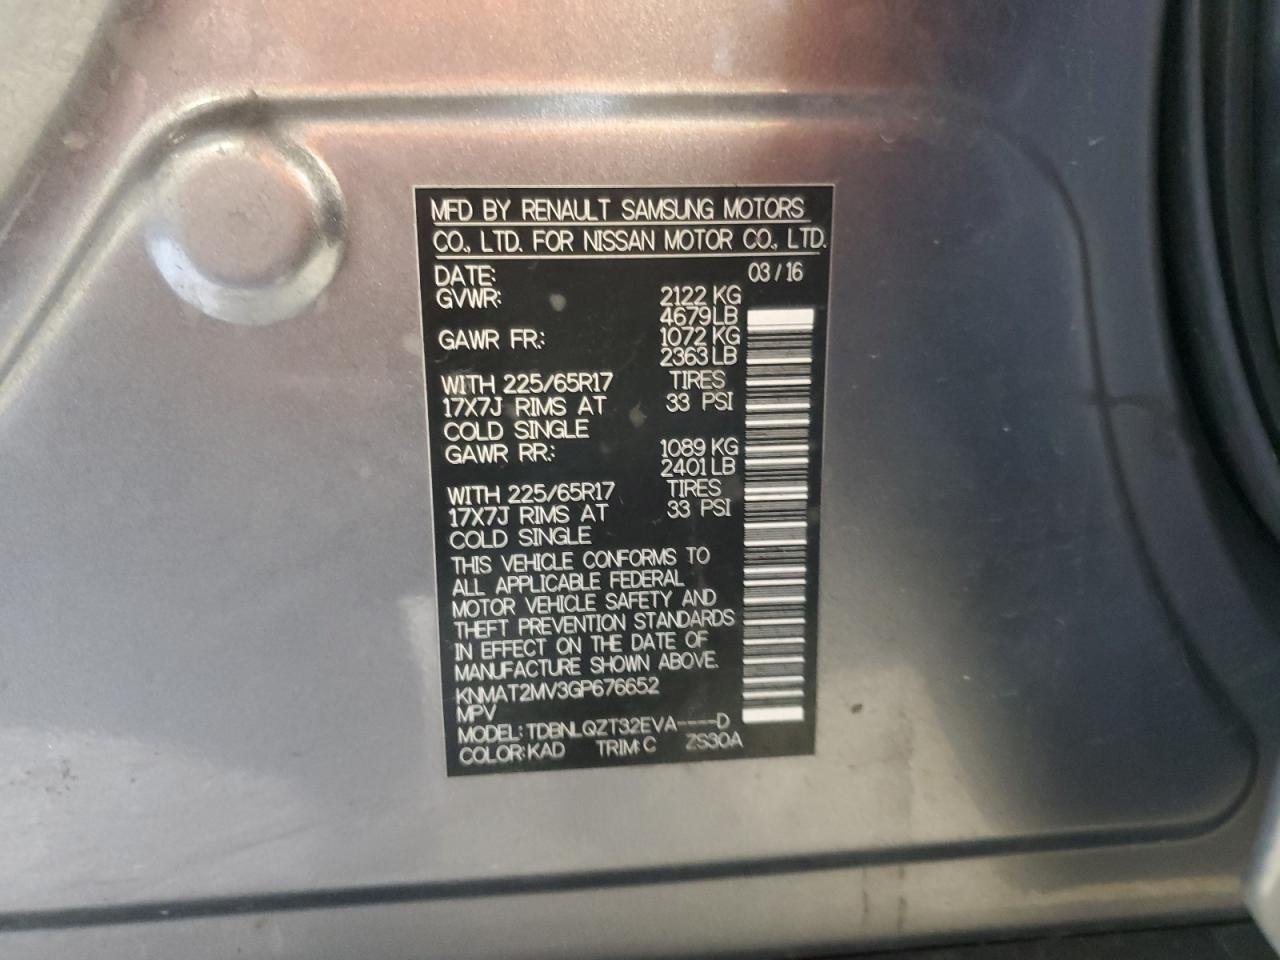 MFD BY RENAULT SAMSUNG MOTORS
CO., LTD. FOR NISSAN MOTOR CO., LTD.
DATE: 03/16
GVWR: 2122 KG
4679 LB
GAWR FR.: 1072 KG
2363 LB
WITH 225/65R17 TIRES
17X7J RIMS AT 33 PSI
COLD SINGLE
GAWR RR.: 1089 KG
2401 LB
WITH 225/65R17 TIRES
17X7J RIMS AT 33 PSI
COLD SINGLE
THIS VEHICLE CONFORMS TO
ALL APPLICABLE FEDERAL
MOTOR VEHICLE SAFETY AND
THEFT PREVENTION STANDARDS
IN EFFECT ON THE DATE OF
MANUFACTURE SHOWN ABOVE.
KNMAT2MV3GP676652
MPV
MODEL: TDBNLQZT32EVA----D
COLOR: KAD TRIM: C ZS30A